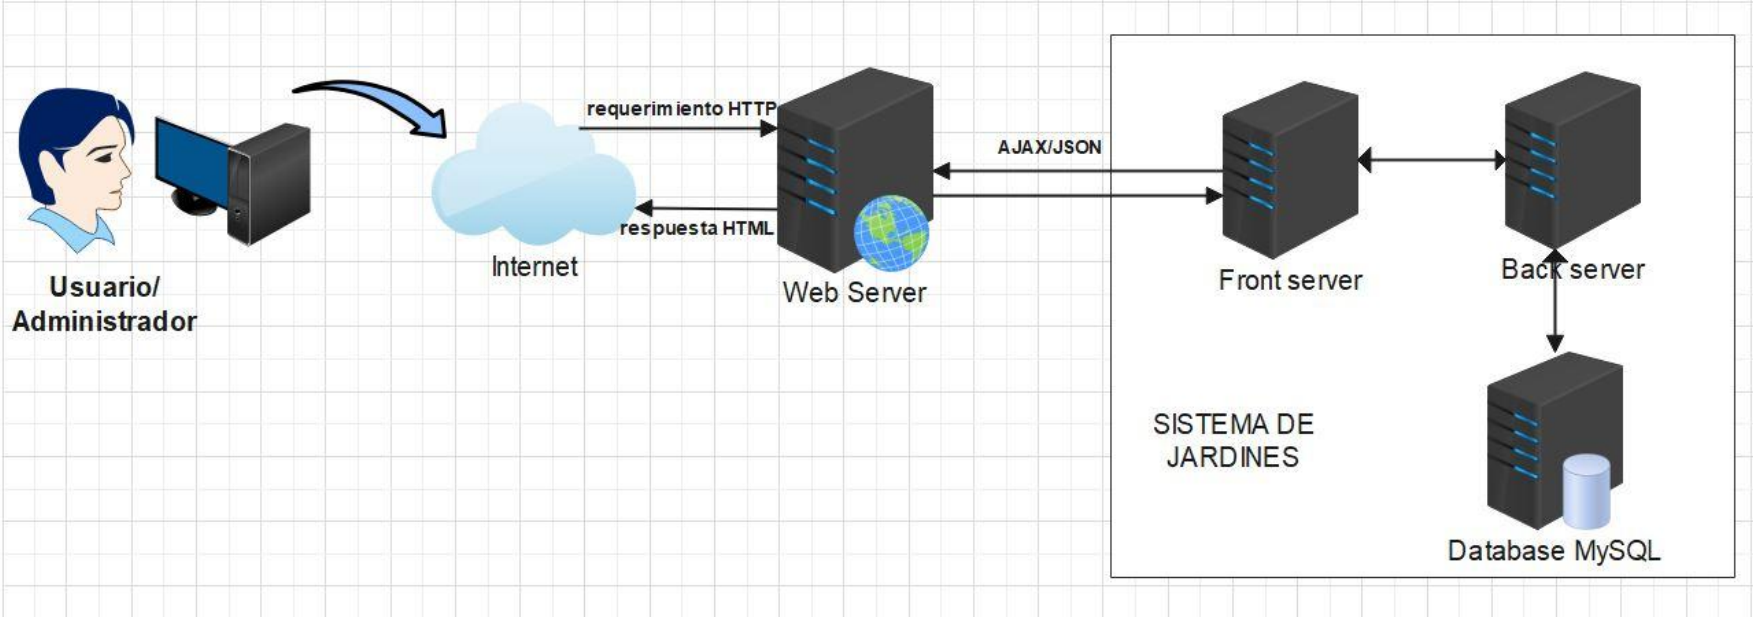 requerimiento HTTP
respuesta HTML
AJAX/JSON
Usuario/
Administrador
Internet
Web Server
Front server
Back server
SISTEMA DE
JARDINES
Database MySQL